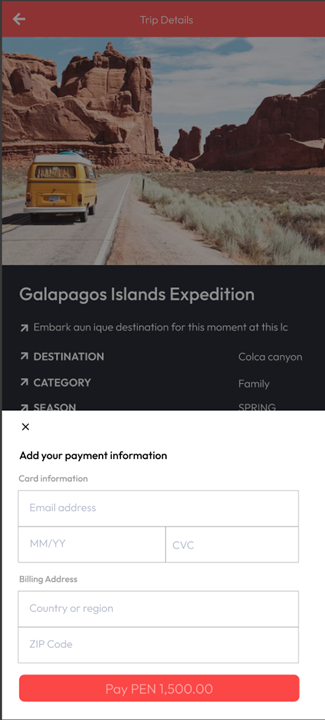 Trip Details
Galapagos Islands Expedition
Embark aun ique destination for this moment at this lc
DESTINATION Colca canyon
CATEGORY Family
SEASON SPRING
Add your payment information
Card information
Email address
MM/YY CVC
Billing Address
Country or region
ZIP Code
Pay PEN 1,500.00